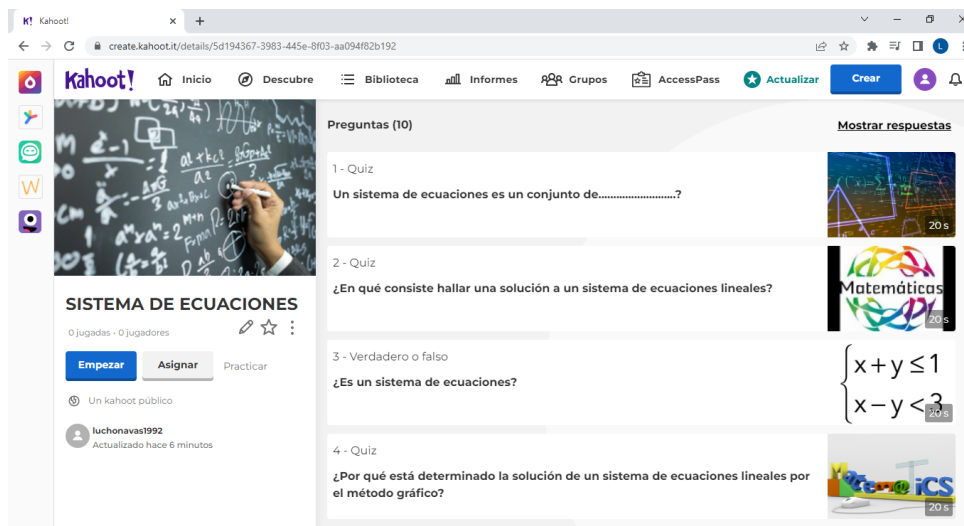 K! Kahoot!
create.kahoot.it/details/5d194367-3983-445e-8f03-aa094f82b192
L
Kahoot!
Inicio
Descubre
Biblioteca
Informes
Grupos
AccessPass
Actualizar
Crear
W
SISTEMA DE ECUACIONES
0 jugadas - 0 jugadores
Empezar
Asignar
Practicar
Un kahoot público
luchonavas1992
Actualizado hace 6 minutos
Preguntas (10)
Mostrar respuestas
1 - Quiz
Un sistema de ecuaciones es un conjunto de..........................?
20 s
2 - Quiz
¿En qué consiste hallar una solución a un sistema de ecuaciones lineales?
Matemáticas
20 s
3 - Verdadero o falso
¿Es un sistema de ecuaciones?
x + y ≤ 1
x − y < 3
20 s
4 - Quiz
¿Por qué está determinado la solución de un sistema de ecuaciones lineales por
el método gráfico?
20 s